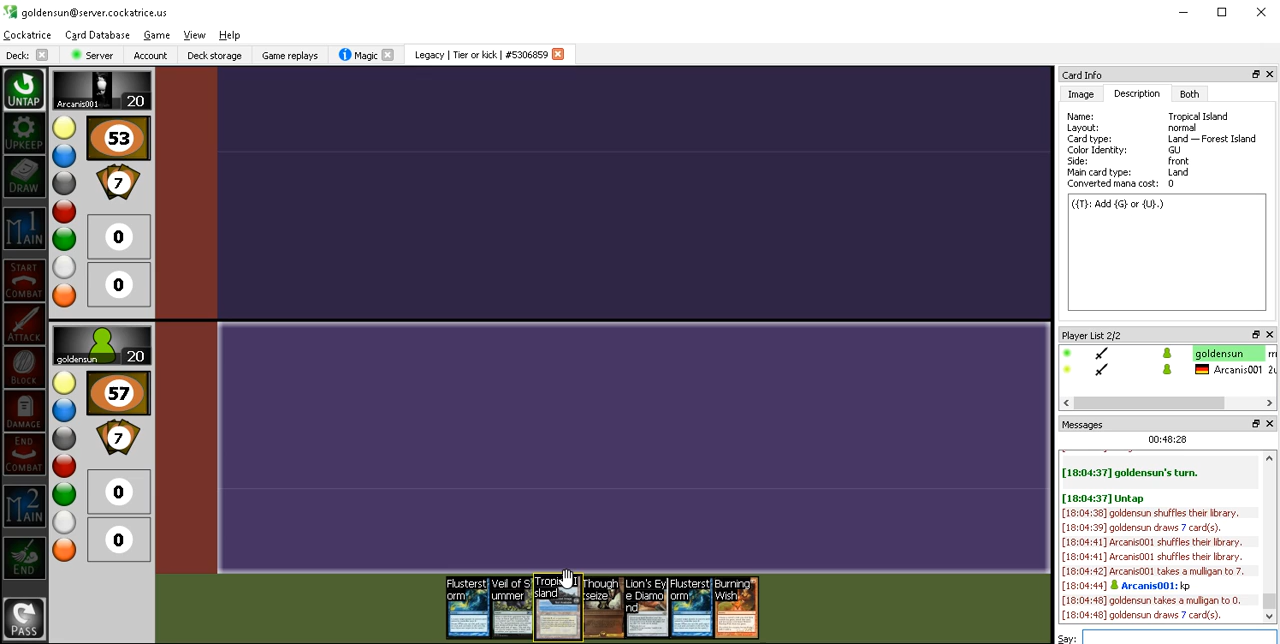 goldensun@server.cockatrice.us
Cockatrice Card Database Game View Help
Deck: Server Account Deck storage Game replays Magic Legacy | Tier or kick | #5306859
UNTAP
UPKEEP
DRAW
1 MAIN
START COMBAT
ATTACK
BLOCK
DAMAGE
END COMBAT
2 MAIN
END
PASS
Arcanis001 20
53
7
0
0
goldensun 20
57
7
0
0
Flusterst orm
Veil of S ummer
Tropic I sland
Though seize
Lion's Ey e Diamo nd
Flusterst orm
Burning Wish
Card Info
Image Description Both
Name: Tropical Island
Layout: normal
Card type: Land — Forest Island
Color Identity: GU
Side: front
Main card type: Land
Converted mana cost: 0
({T}: Add {G} or {U}.)
Player List 2/2
goldensun
Arcanis001
Messages
00:48:28
[18:04:37] goldensun's turn.
[18:04:37] Untap
[18:04:38] goldensun shuffles their library.
[18:04:39] goldensun draws 7 card(s).
[18:04:41] Arcanis001 shuffles their library.
[18:04:41] Arcanis001 shuffles their library.
[18:04:42] Arcanis001 takes a mulligan to 7.
[18:04:44] Arcanis001: kp
[18:04:48] goldensun takes a mulligan to 0.
[18:04:48] goldensun draws 7 card(s).
Say: